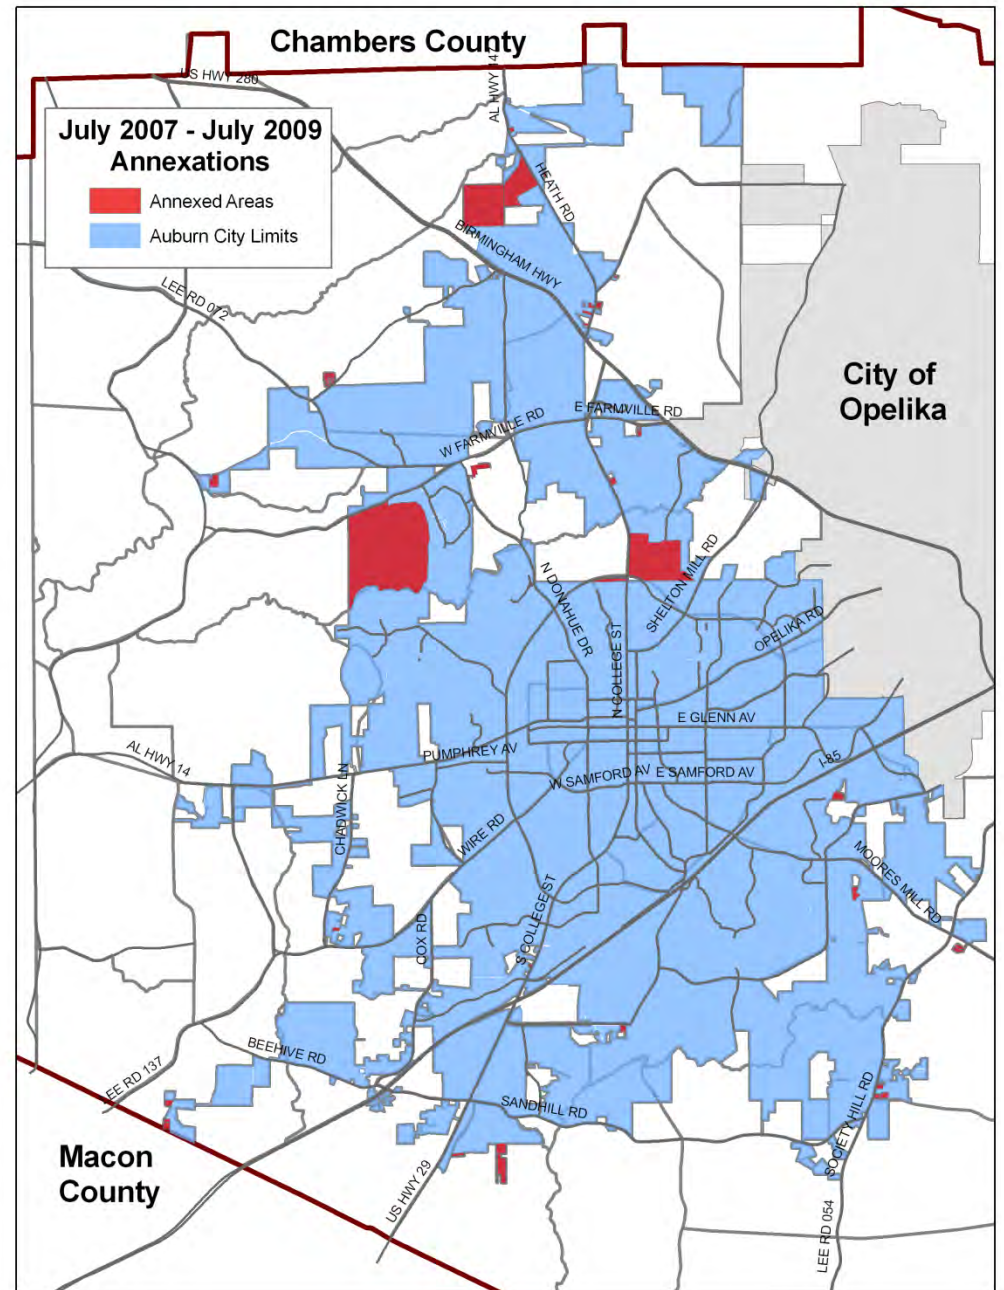 Chambers County
US HWY 280
AL HWY 147
July 2007 - July 2009
Annexations
Annexed Areas
Auburn City Limits
HEATH RD
BIRMINGHAM HWY
LEE RD 072
City of
Opelika
E FARMVILLE RD
W FARMVILLE RD
N DONAHUE DR
SHELTON MILL RD
OPELIKA RD
N COLLEGE ST
E GLENN AV
AL HWY 14
PUMPHREY AV
I-85
W SAMFORD AV
E SAMFORD AV
CHADWICK LN
WIRE RD
MOORES MILL RD
S COLLEGE ST
COX RD
BEEHIVE RD
LEE RD 137
SANDHILL RD
SOCIETY HILL RD
Macon
County
US HWY 29
LEE RD 054